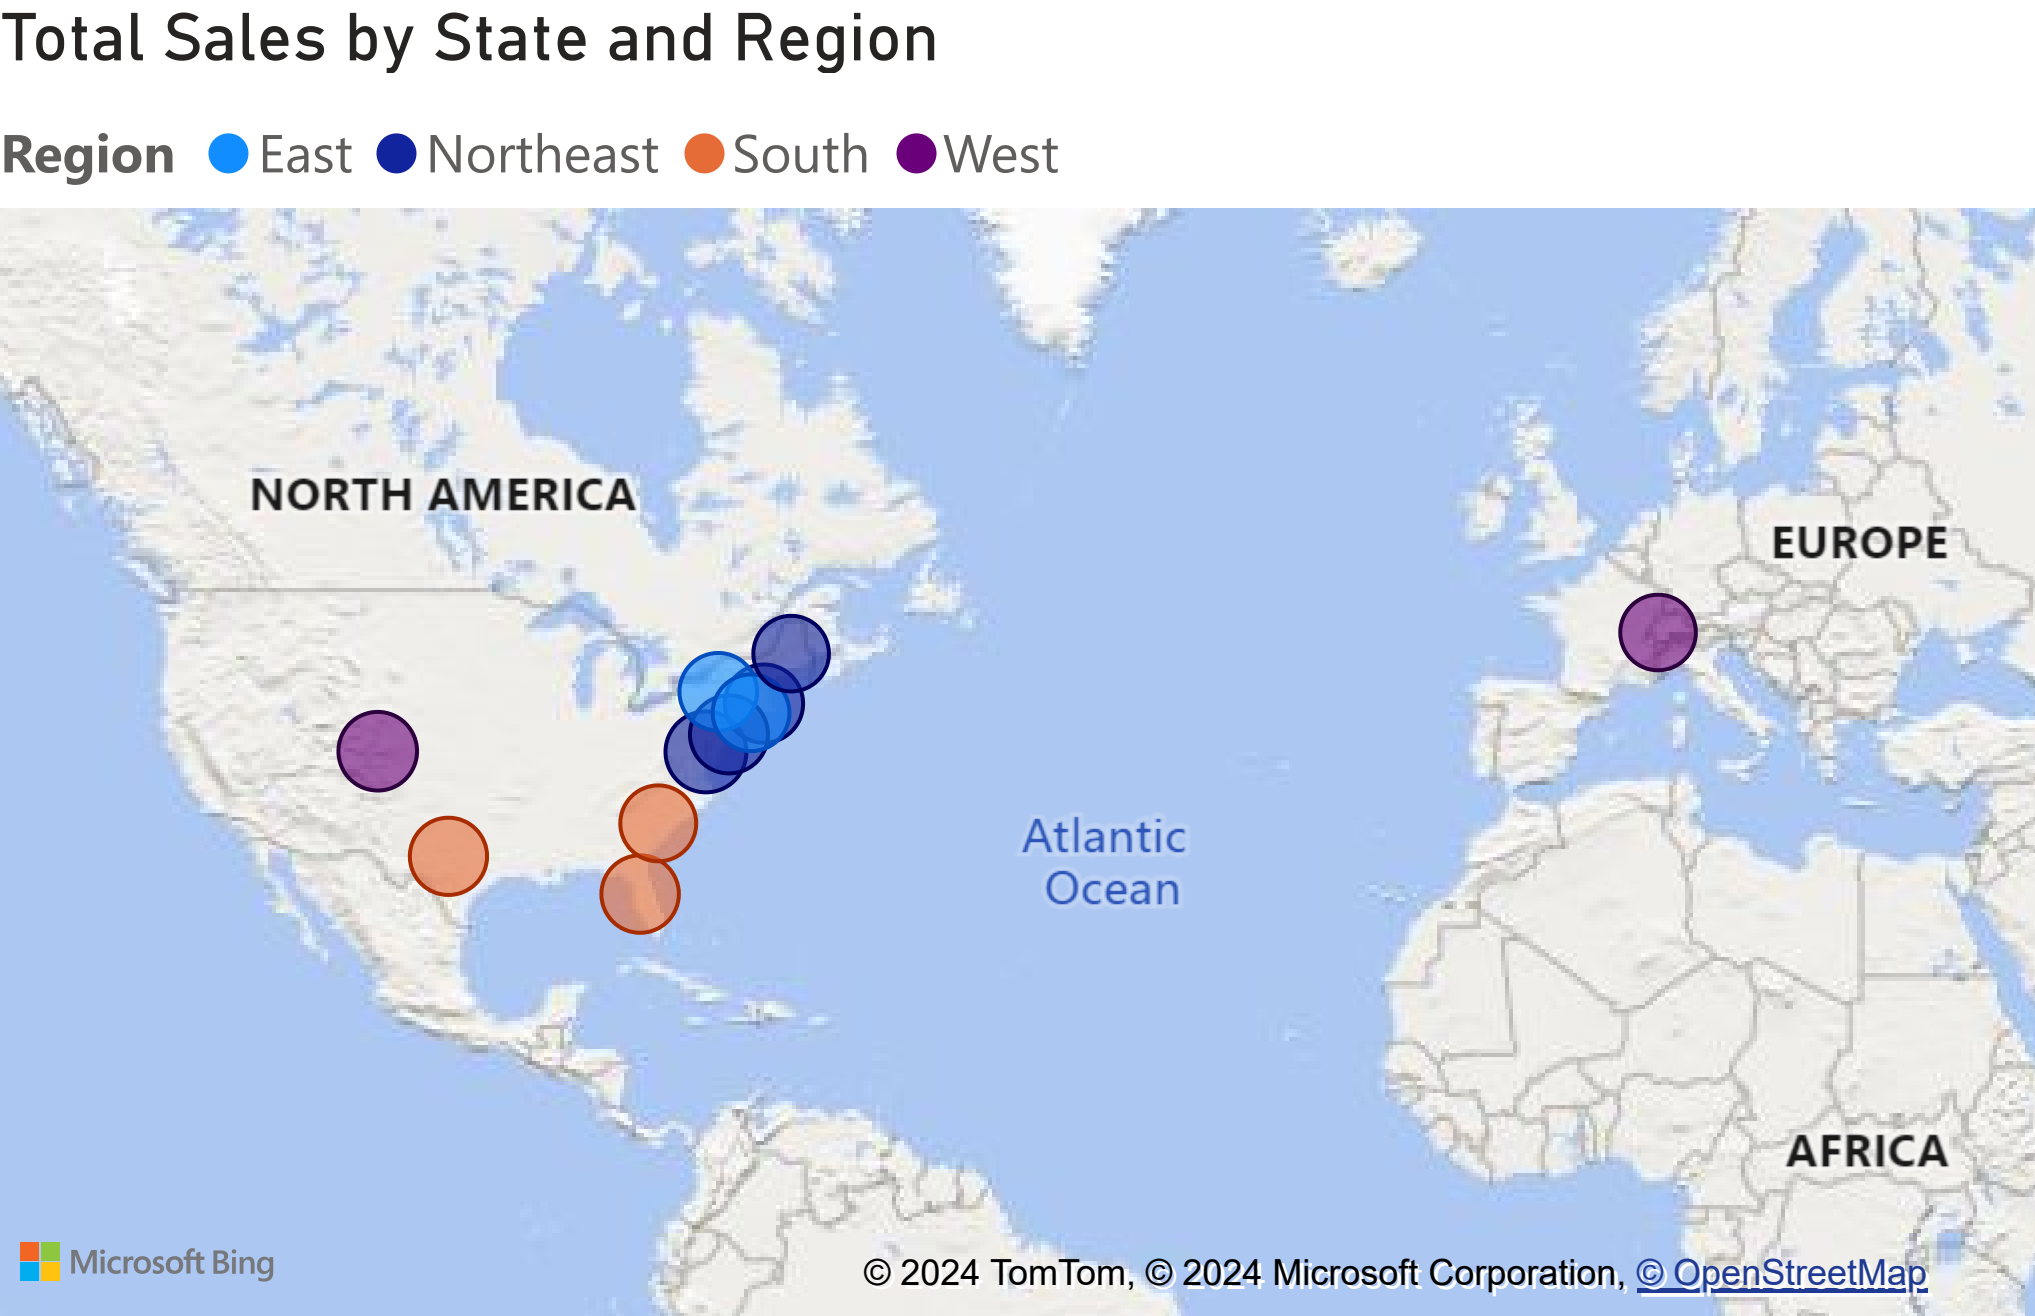 Total Sales by State and Region
Region East Northeast South West
NORTH AMERICA
EUROPE
Atlantic
Ocean
AFRICA
Microsoft Bing
© 2024 TomTom, © 2024 Microsoft Corporation, © OpenStreetMap